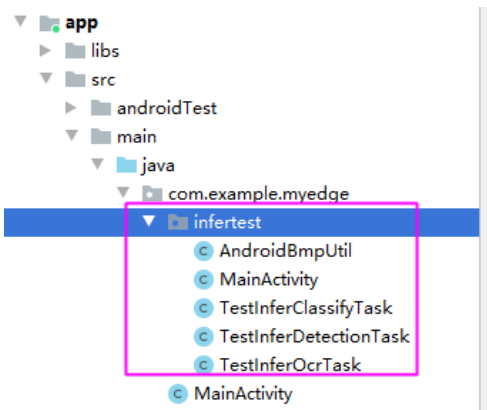 app
libs
src
androidTest
main
java
com.example.myedge
infertest
AndroidBmpUtil
MainActivity
TestInferClassifyTask
TestInferDetectionTask
TestInferOcrTask
MainActivity